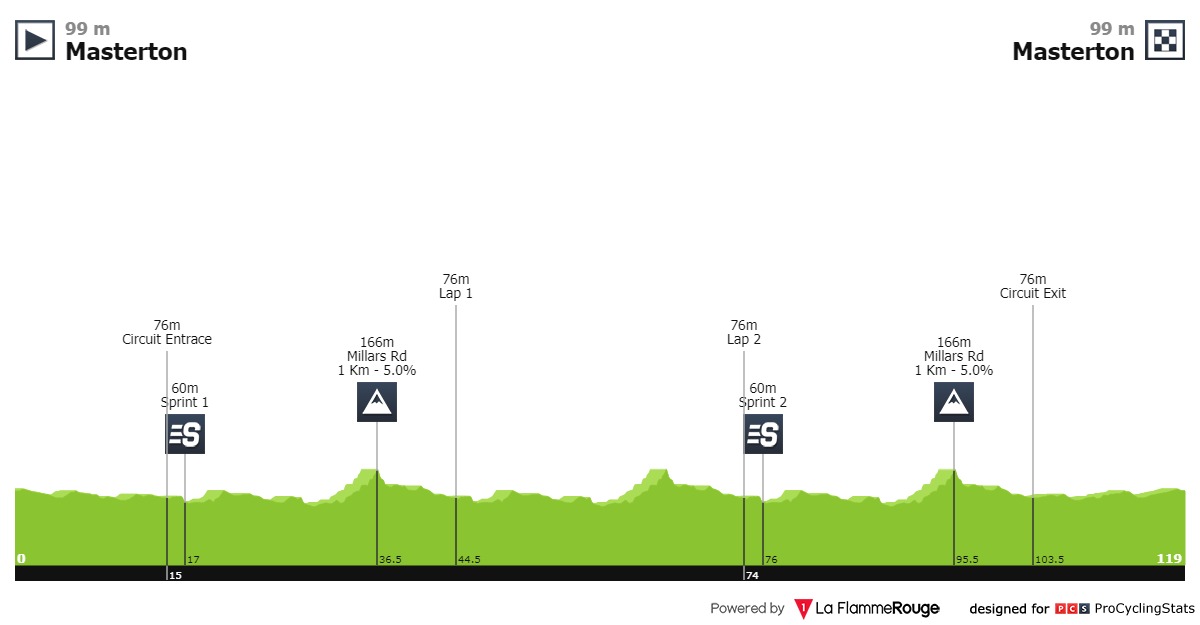 99 m
Masterton
99 m
Masterton
76m
Circuit Entrace
60m
Sprint 1
166m
Millars Rd
1 Km - 5.0%
76m
Lap 1
76m
Lap 2
60m
Sprint 2
166m
Millars Rd
1 Km - 5.0%
76m
Circuit Exit
S
S
0
17
36.5
44.5
76
95.5
103.5
119
15
74
Powered by 1 La FlammeRouge designed for PCS ProCyclingStats